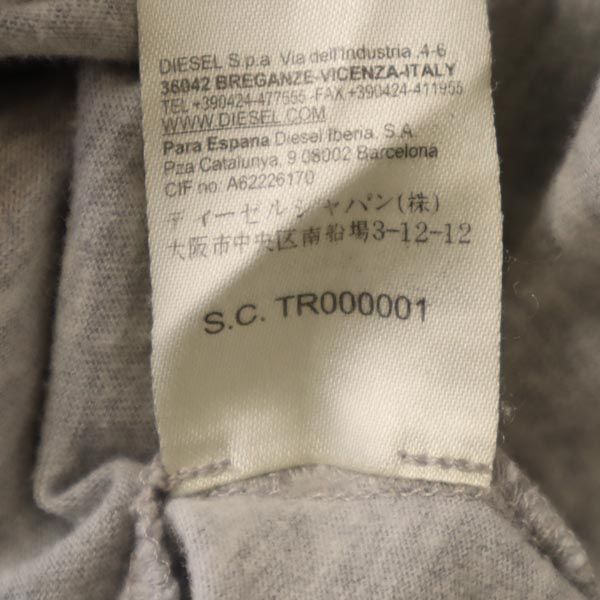 DIESEL S.p.a Via dell'Industria ,4-6
36042 BREGANZE-VICENZA-ITALY
TEL +390424-477555 -FAX +390424-411955
WWW.DIESEL.COM
Para Espana Diesel Iberia, S.A.
Pza Catalunya, 9 08002 Barcelona
CIF no: A62226170
ディーゼルジャパン(株)
大阪市中央区南船場3-12-12
S.C. TR000001